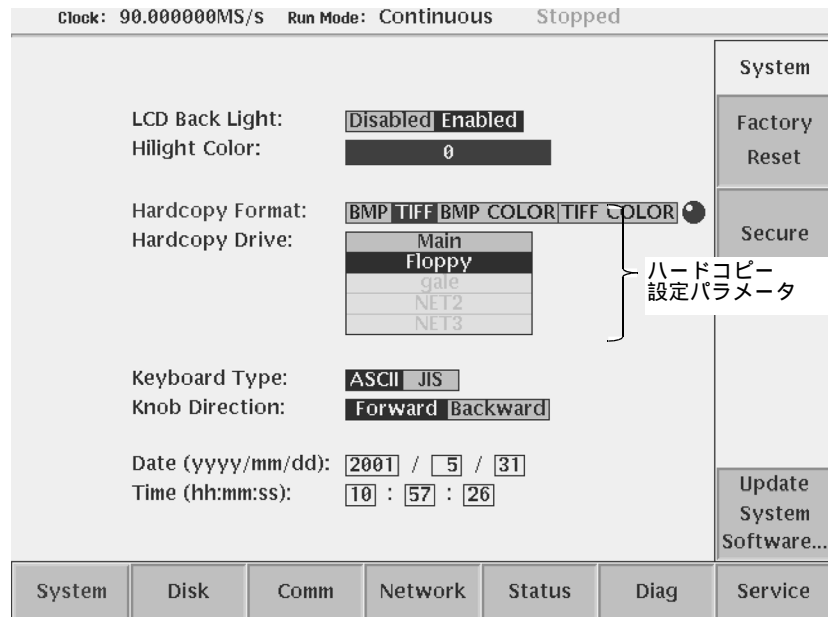 Clock: 90.000000MS/s Run Mode: Continuous Stopped
System
LCD Back Light: Disabled Enabled
Hilight Color: 0
Factory
Reset
Hardcopy Format: BMP TIFF BMP COLOR TIFF COLOR
Hardcopy Drive: Main
Floppy
gale
NET2
NET3
Secure
ハードコピー
設定パラメータ
Keyboard Type: ASCII JIS
Knob Direction: Forward Backward
Date (yyyy/mm/dd): 2001 / 5 / 31
Time (hh:mm:ss): 10 : 57 : 26
Update
System
Software...
System Disk Comm Network Status Diag Service